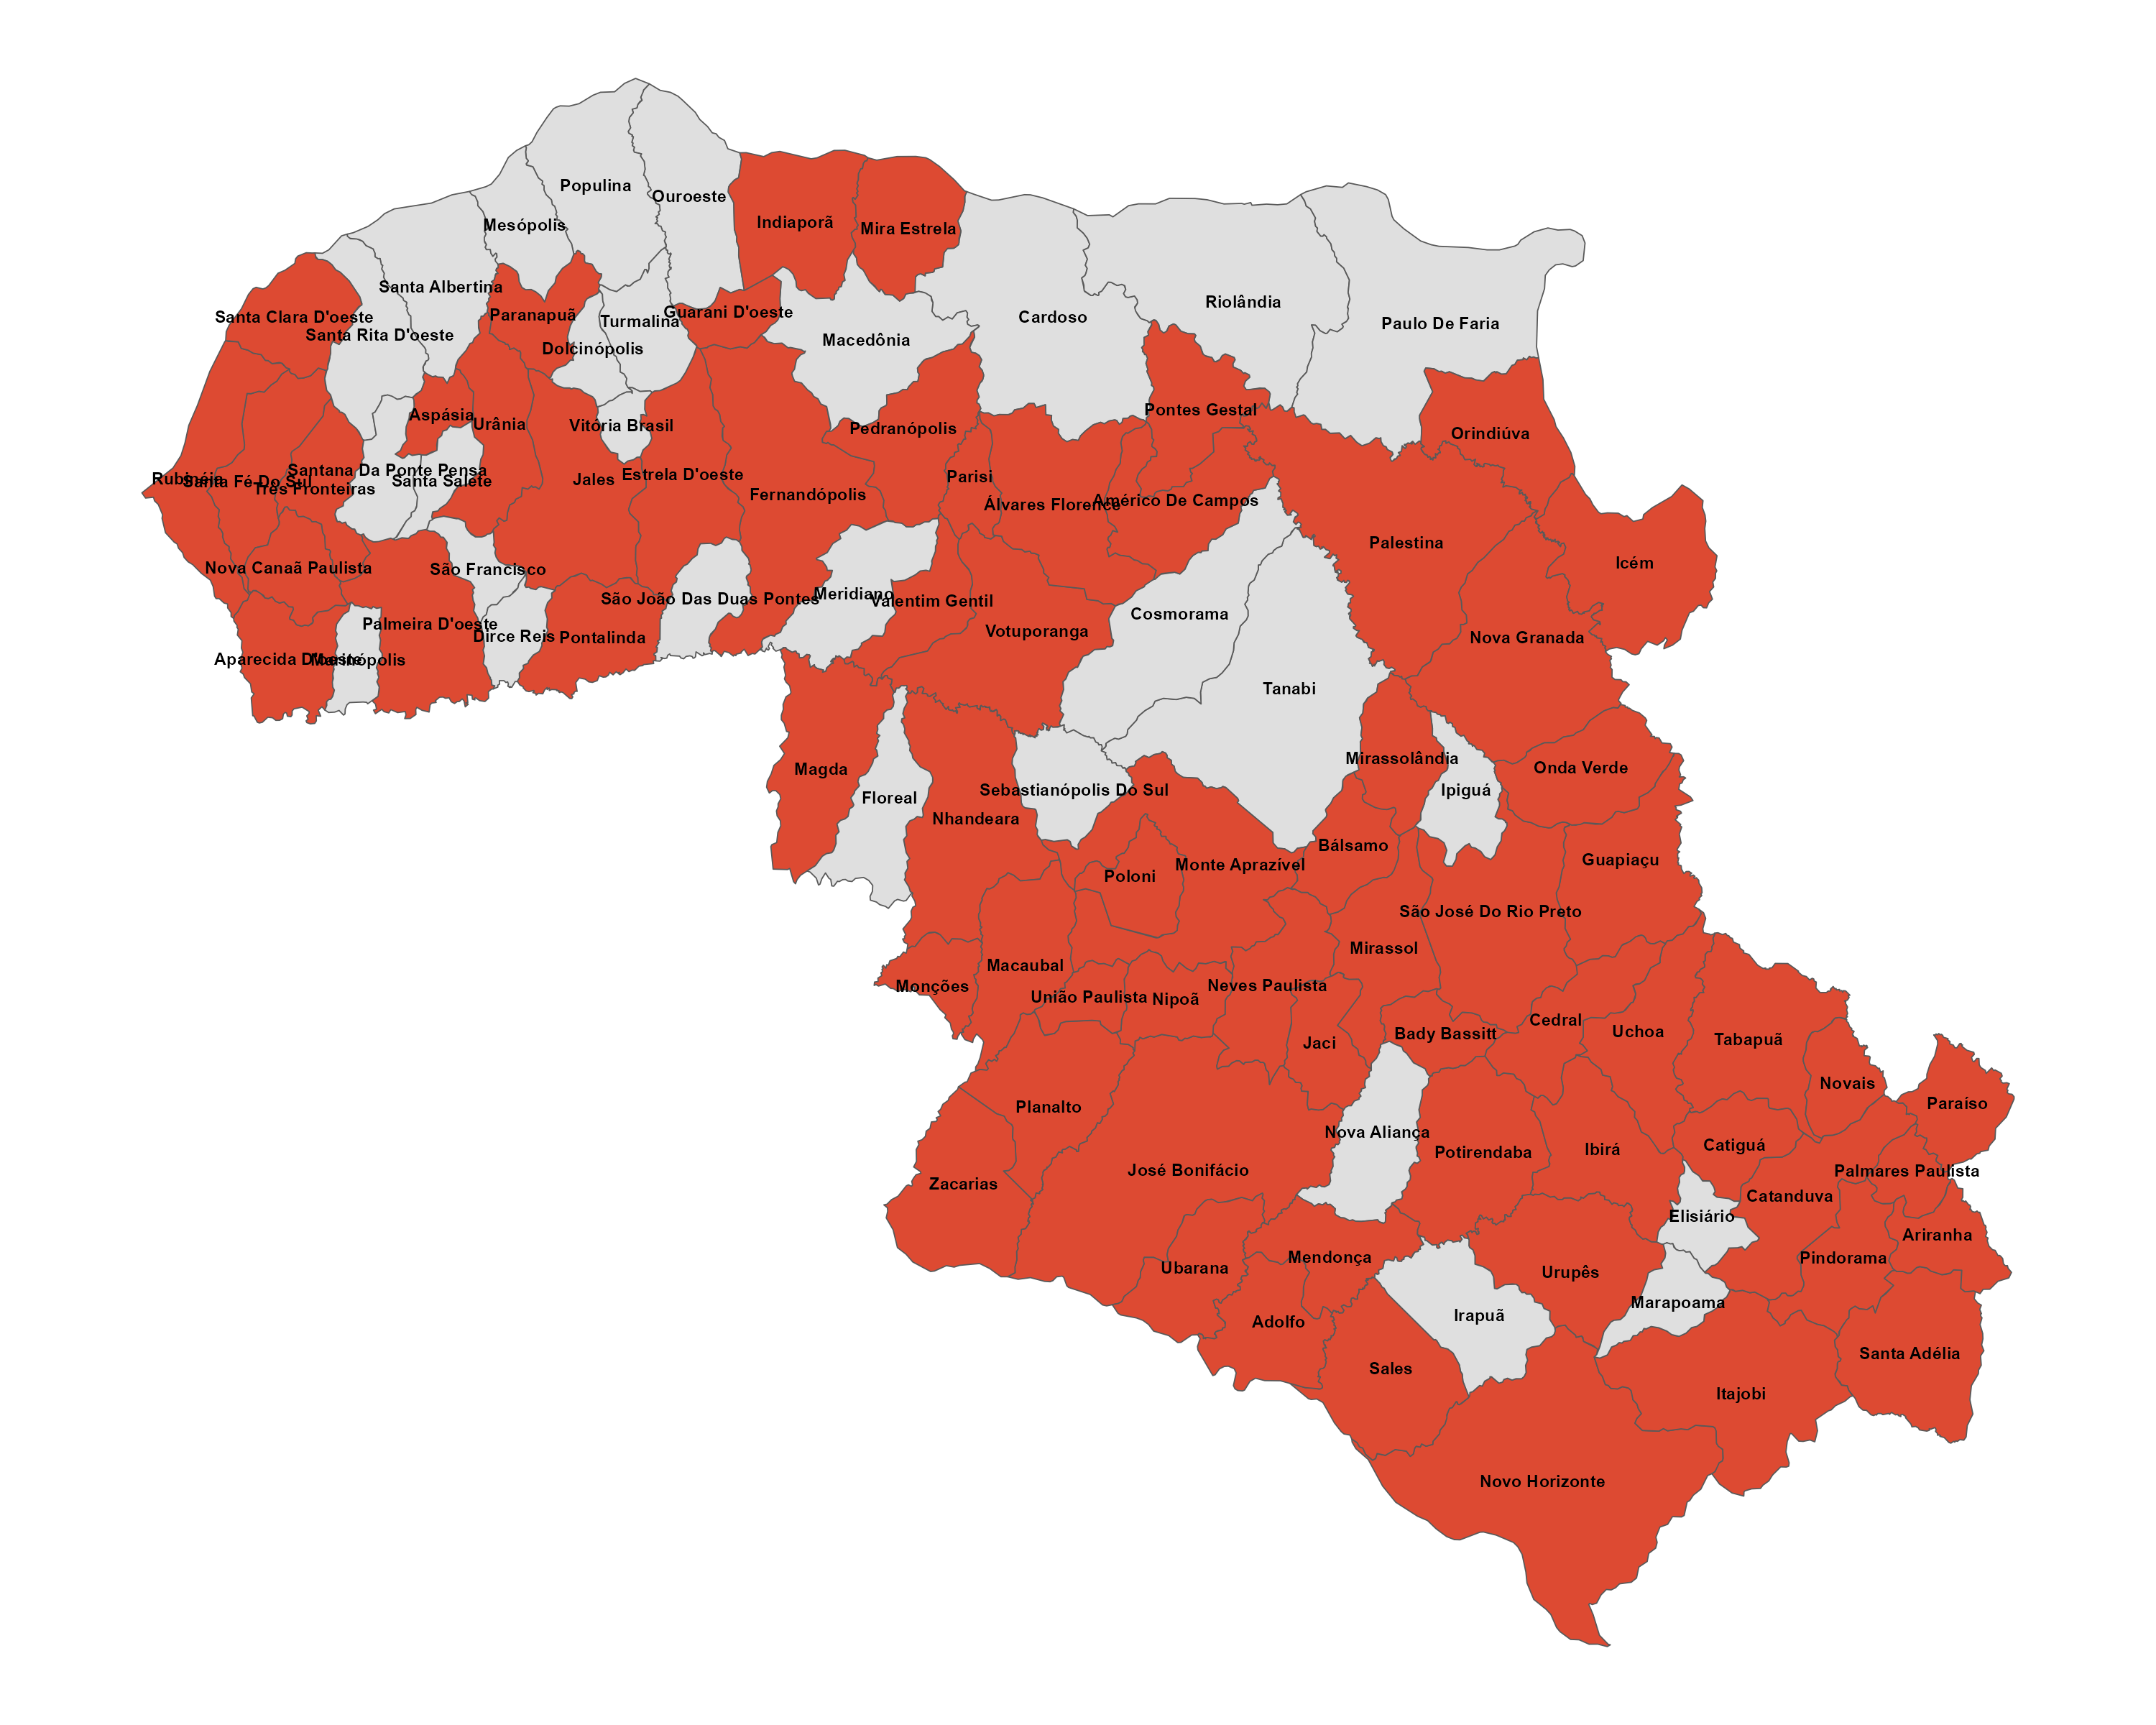 Populina
Ouroeste
Mesópolis
Indiaporã
Mira Estrela
Santa Albertina
Riolândia
Santa Clara D'oeste
Paranapuã
Guarani D'oeste
Turmalina
Cardoso
Paulo De Faria
Santa Rita D'oeste
Dolcinópolis
Macedônia
Aspásia
Urânia
Vitória Brasil
Pedranópolis
Pontes Gestal
Orindiúva
Santana Da Ponte Pensa
Rubinéia
Santa Fé Do Sul
Três Fronteiras
Santa Salete
Jales
Estrela D'oeste
Fernandópolis
Parisi
Álvares Florence
Américo De Campos
Palestina
Icém
Nova Canaã Paulista
São Francisco
São João Das Duas Pontes
Meridiano
Valentim Gentil
Cosmorama
Palmeira D'oeste
Dirce Reis
Pontalinda
Votuporanga
Nova Granada
Aparecida D'oeste
Marinópolis
Tanabi
Magda
Floreal
Sebastianópolis Do Sul
Mirassolândia
Ipiguá
Onda Verde
Nhandeara
Bálsamo
Guapiaçu
Poloni
Monte Aprazível
São José Do Rio Preto
Mirassol
Macaubal
Monções
União Paulista
Nipoã
Neves Paulista
Jaci
Bady Bassitt
Cedral
Uchoa
Tabapuã
Novais
Paraíso
Planalto
Nova Aliança
Potirendaba
Ibirá
Catiguá
José Bonifácio
Zacarias
Palmares Paulista
Catanduva
Elisiário
Ariranha
Mendonça
Ubarana
Urupês
Pindorama
Marapoama
Adolfo
Irapuã
Sales
Santa Adélia
Itajobi
Novo Horizonte